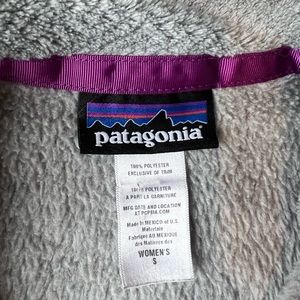 patagonia
100% POLYESTER
EXCLUSIVE OF TRIM
100% POLYESTER
A PART LA GARNITURE
MFG DATE AND LOCATION
AT PCPBIA.COM
Made in MEXICO of U.S.
Materials
Fabriqué AU MEXIQUE
des Matières des
WOMEN'S
S